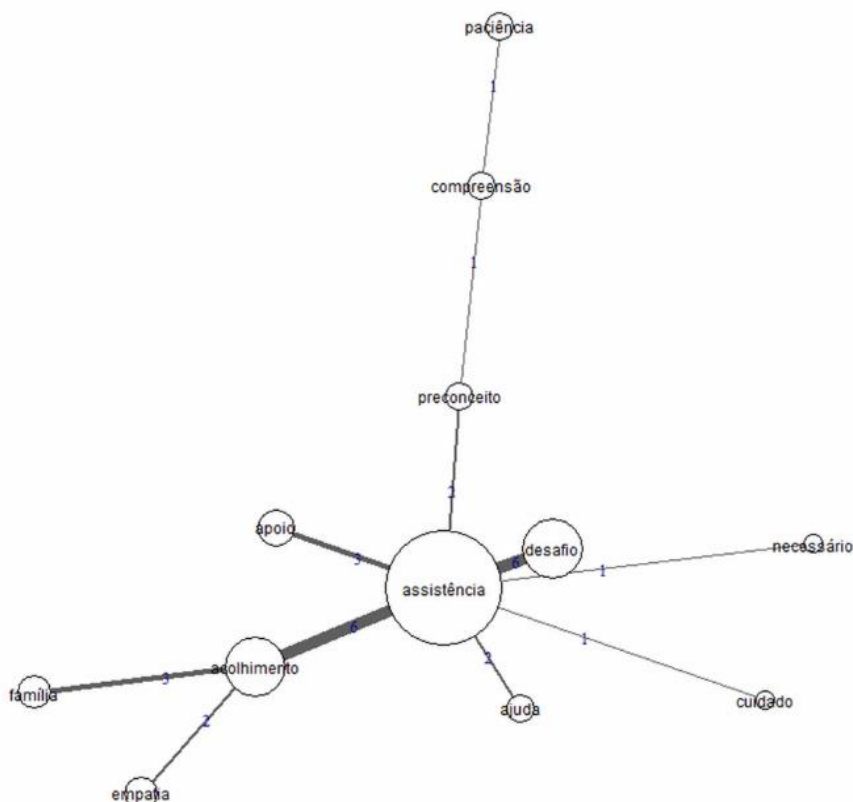 paciência
1
compreensão
1
preconceito
2
apoio
3
desafio
6
necessário
1
assistência
6
acolhimento
1
cuidado
2
ajuda
3
família
2
empatia